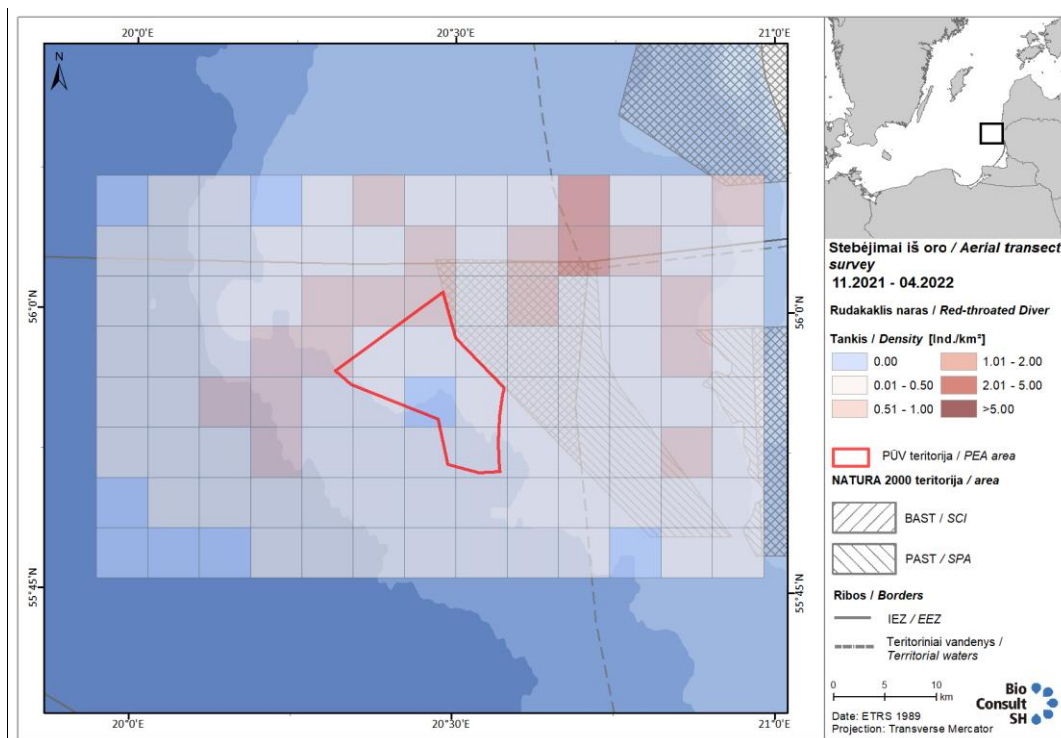 20°0'E
20°30'E
21°0'E
N
56°0'N
56°0'N
55°45'N
55°45'N
20°0'E
20°30'E
21°0'E
Stebėjimai iš oro / Aerial transect
survey
11.2021 - 04.2022
Rudakaklis naras / Red-throated Diver
Tankis / Density [Ind./km²]
0.00
0.01 - 0.50
0.51 - 1.00
1.01 - 2.00
2.01 - 5.00
>5.00
PŪV teritorija / PEA area
NATURA 2000 teritorija / area
BAST / SCI
PAST / SPA
Ribos / Borders
IEZ / EEZ
Teritoriniai vandenys /
Territorial waters
0 5 10
km
Date: ETRS 1989
Projection: Transverse Mercator
Bio
Consult
SH